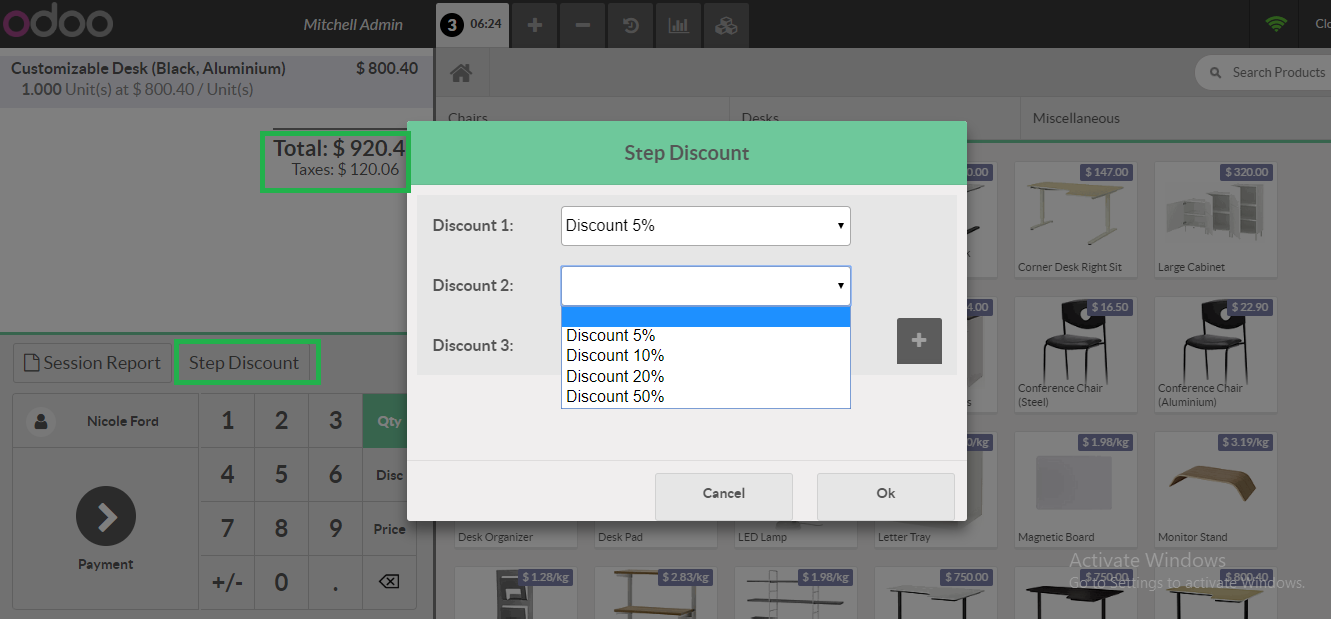 odoo
Mitchell Admin
3 06:24
Clo
Customizable Desk (Black, Aluminium) $ 800.40
1.000 Unit(s) at $ 800.40 / Unit(s)
Search Products
Chairs
Desks
Miscellaneous
Total: $ 920.4
Taxes: $ 120.06
Step Discount
Discount 1:
Discount 5%
Discount 2:
Discount 5%
Discount 10%
Discount 20%
Discount 50%
Discount 3:
+
Cancel
Ok
Session Report
Step Discount
Nicole Ford
1 2 3 Qty
4 5 6 Disc
7 8 9 Price
+/- 0 .
Payment
0.00
k
$ 147.00
Corner Desk Right Sit
$ 320.00
Large Cabinet
4.00
s
$ 16.50
Conference Chair
(Steel)
$ 22.90
Conference Chair
(Aluminium)
Desk Organizer
Desk Pad
LED Lamp
0/kg
Letter Tray
$ 1.98/kg
Magnetic Board
$ 3.19/kg
Monitor Stand
$ 1.28/kg
$ 2.83/kg
$ 1.98/kg
$ 750.00
$ 750.00
$ 800.40
Activate Windows
Go to Settings to activate Windows.